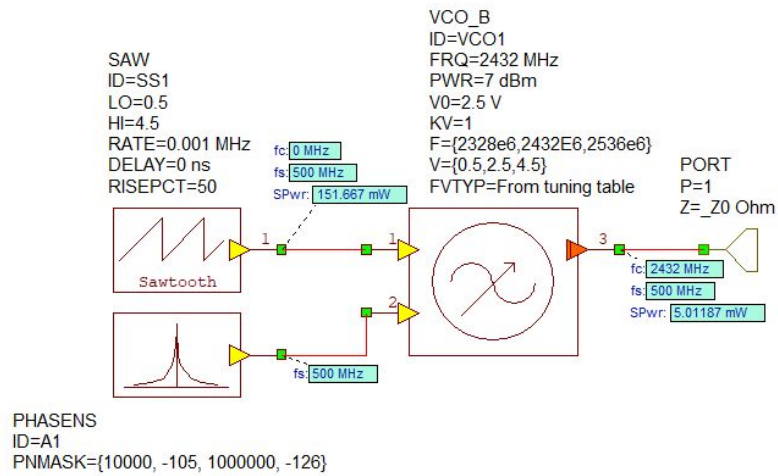 VCO_B
ID=VCO1
FRQ=2432 MHz
PWR=7 dBm
V0=2.5 V
KV=1
F={2328e6,2432E6,2536e6}
V={0.5,2.5,4.5}
FVTYP=From tuning table
SAW
ID=SS1
LO=0.5
HI=4.5
RATE=0.001 MHz
DELAY=0 ns
RISEPCT=50
fc: 0 MHz
fs: 500 MHz
SPwr: 151.667 mW
PORT
P=1
Z=_Z0 Ohm
Sawtooth
1
1
2
3
fc: 2432 MHz
fs: 500 MHz
SPwr: 5.01187 mW
fs: 500 MHz
PHASENS
ID=A1
PNMASK={10000, -105, 1000000, -126}